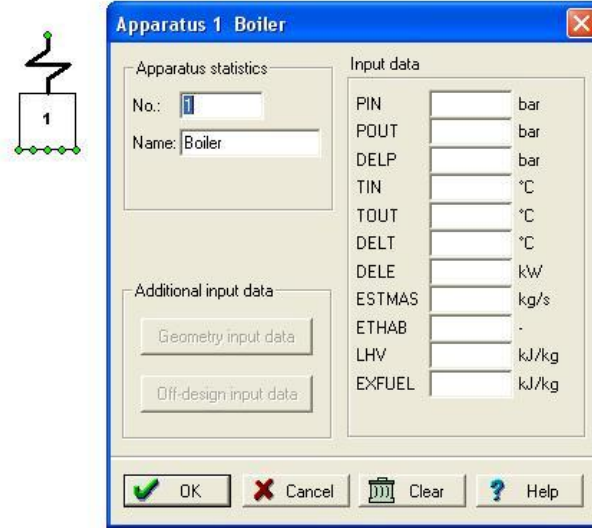 Apparatus 1 Boiler
1
Apparatus statistics
No.: 1
Name: Boiler
Additional input data
Geometry input data
Off-design input data
Input data
PIN bar
POUT bar
DELP bar
TIN °C
TOUT °C
DELT °C
DELE kW
ESTMAS kg/s
ETHAB -
LHV kJ/kg
EXFUEL kJ/kg
OK Cancel Clear ? Help